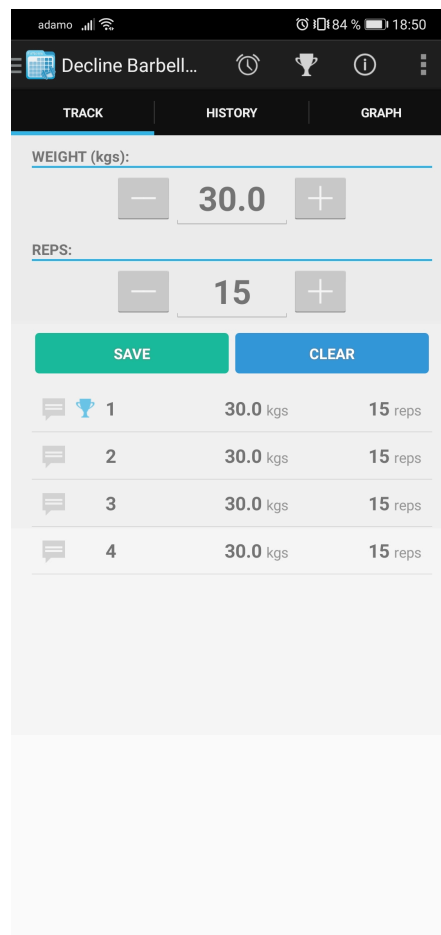 adamo 84 % 18:50
Decline Barbell...
TRACK HISTORY GRAPH
WEIGHT (kgs):
30.0
REPS:
15
SAVE CLEAR
1 30.0 kgs 15 reps
2 30.0 kgs 15 reps
3 30.0 kgs 15 reps
4 30.0 kgs 15 reps